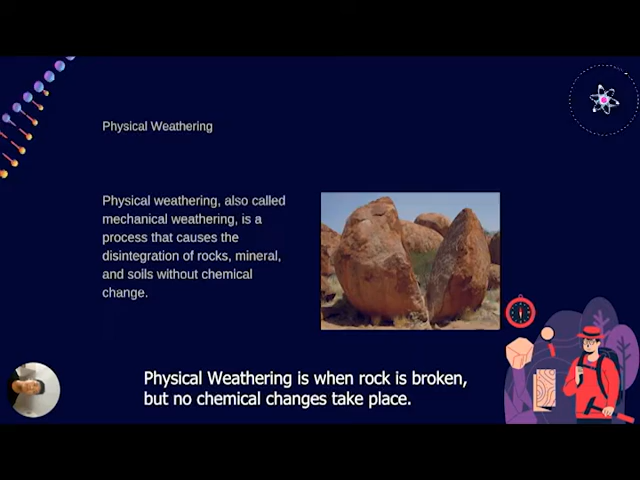 Physical Weathering
Physical weathering, also called
mechanical weathering, is a
process that causes the
disintegration of rocks, mineral,
and soils without chemical
change.
Physical Weathering is when rock is broken,
but no chemical changes take place.